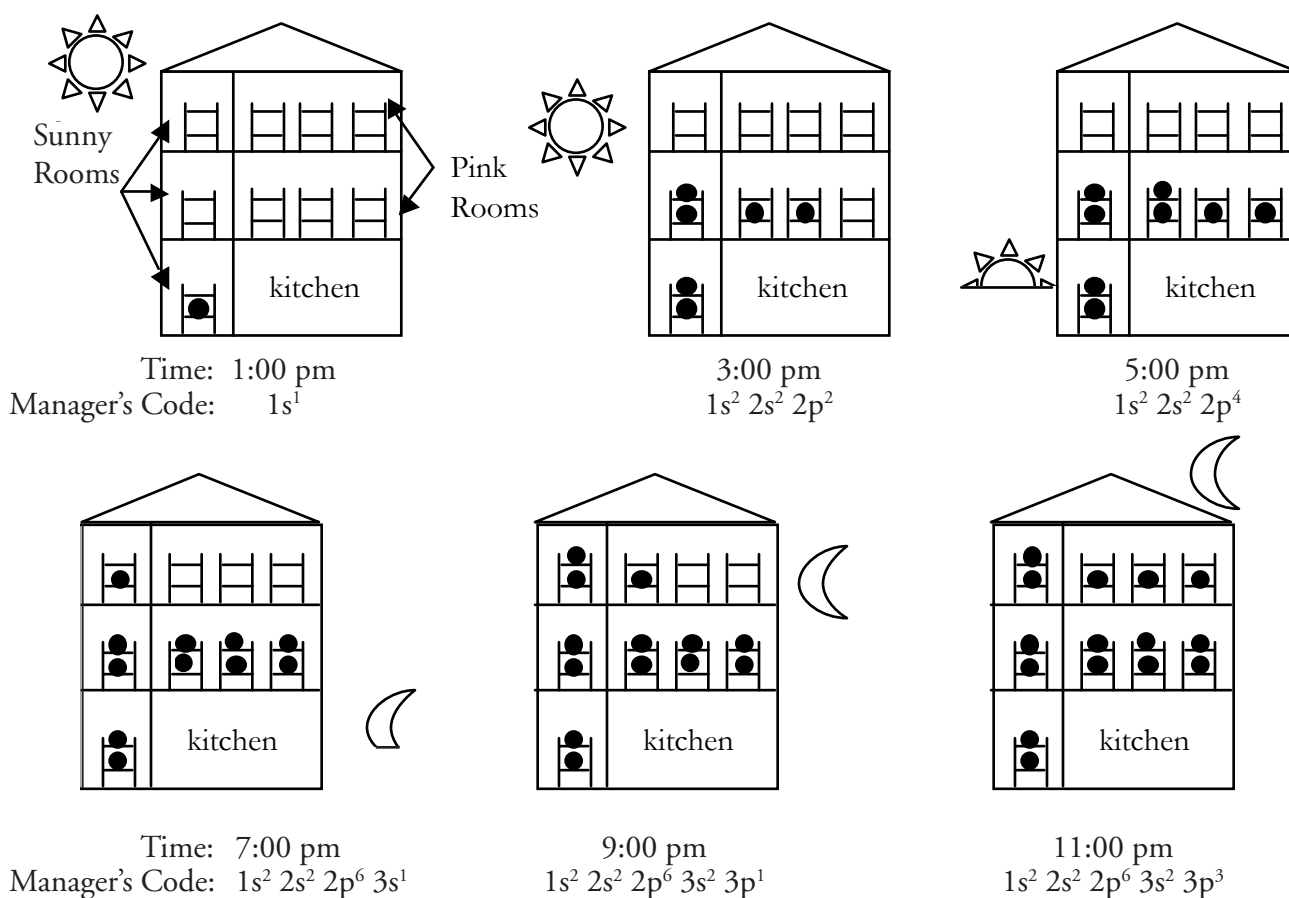 Sunny
Rooms
Pink
Rooms
kitchen
kitchen
kitchen
Time: 1:00 pm
3:00 pm
5:00 pm
Manager's Code: 1s¹
1s² 2s² 2p²
1s² 2s² 2p⁴
kitchen
kitchen
kitchen
Time: 7:00 pm
9:00 pm
11:00 pm
Manager's Code: 1s² 2s² 2p⁶ 3s¹
1s² 2s² 2p⁶ 3s² 3p¹
1s² 2s² 2p⁶ 3s² 3p³